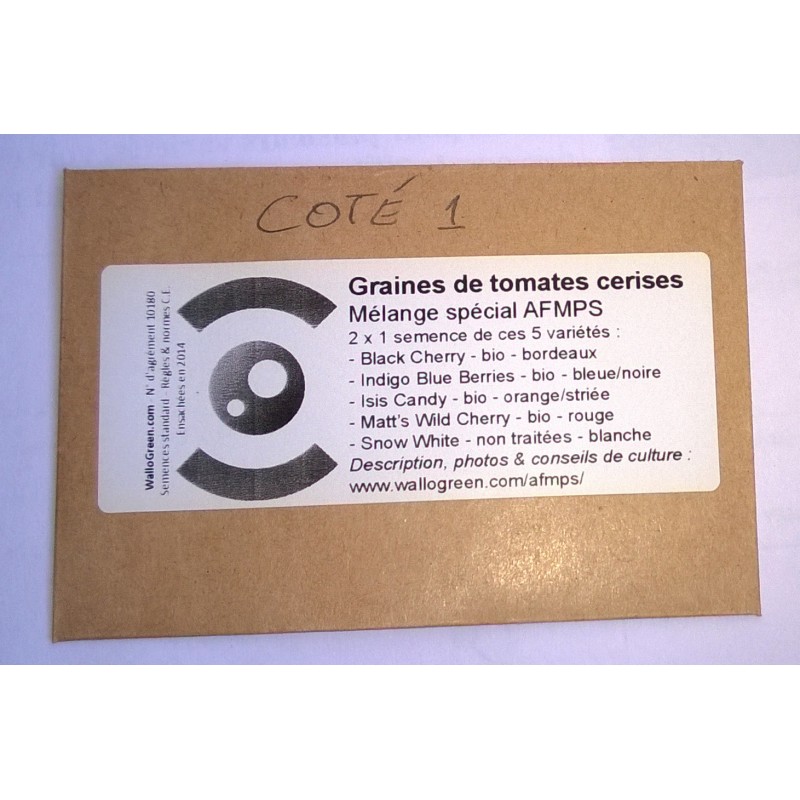 COTÉ 1
Graines de tomates cerises
Mélange spécial AFMPS
2 x 1 semence de ces 5 variétés :
- Black Cherry - bio - bordeaux
- Indigo Blue Berries - bio - bleue/noire
- Isis Candy - bio - orange/striée
- Matt's Wild Cherry - bio - rouge
- Snow White - non traitées - blanche
Description, photos & conseils de culture :
www.wallogreen.com/afmps/
WalloGreen.com - N° d'agrément 10180
Semences standard - Règles & normes C.E.
Ensachées en 2014